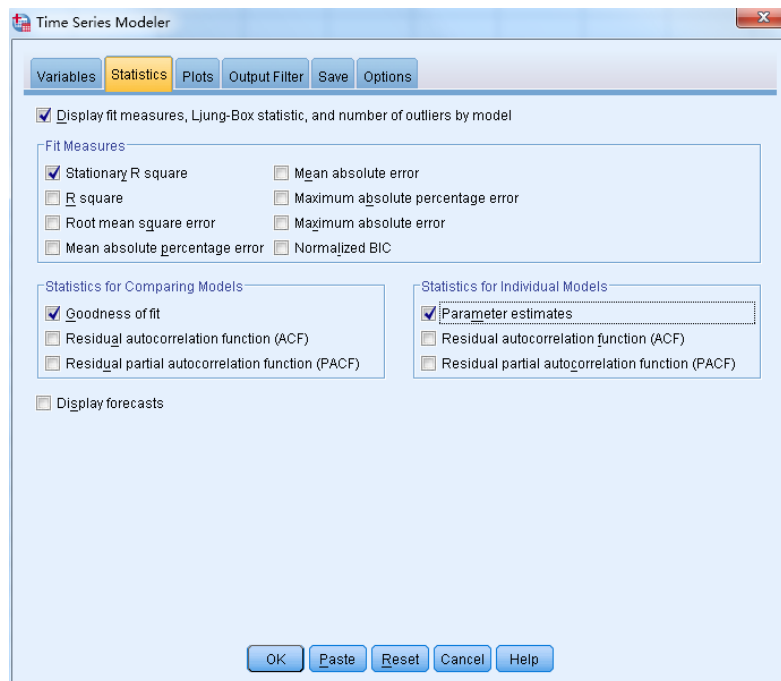 Time Series Modeler
Variables Statistics Plots Output Filter Save Options
Display fit measures, Ljung-Box statistic, and number of outliers by model
Fit Measures
Stationary R square Mean absolute error
R square Maximum absolute percentage error
Root mean square error Maximum absolute error
Mean absolute percentage error Normalized BIC
Statistics for Comparing Models Statistics for Individual Models
Goodness of fit Parameter estimates
Residual autocorrelation function (ACF) Residual autocorrelation function (ACF)
Residual partial autocorrelation function (PACF) Residual partial autocorrelation function (PACF)
Display forecasts
OK Paste Reset Cancel Help